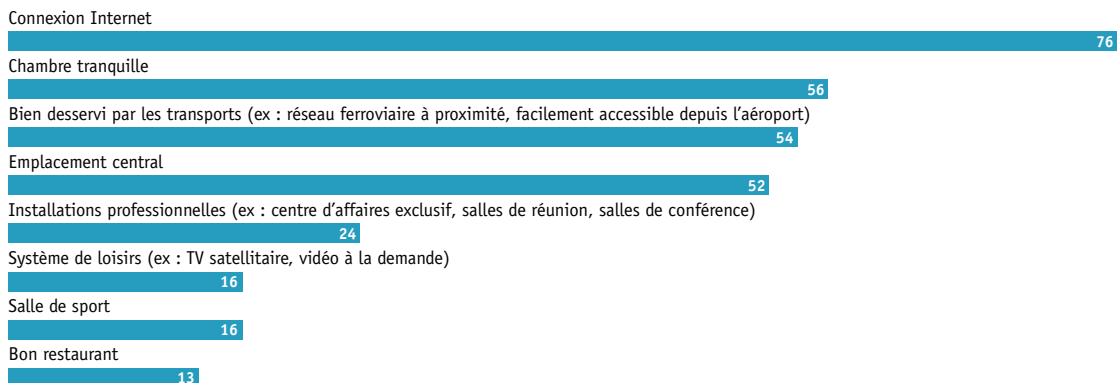 Connexion Internet
76
Chambre tranquille
56
Bien desservi par les transports (ex : réseau ferroviaire à proximité, facilement accessible depuis l’aéroport)
54
Emplacement central
52
Installations professionnelles (ex : centre d’affaires exclusif, salles de réunion, salles de conférence)
24
Système de loisirs (ex : TV satellitaire, vidéo à la demande)
16
Salle de sport
16
Bon restaurant
13